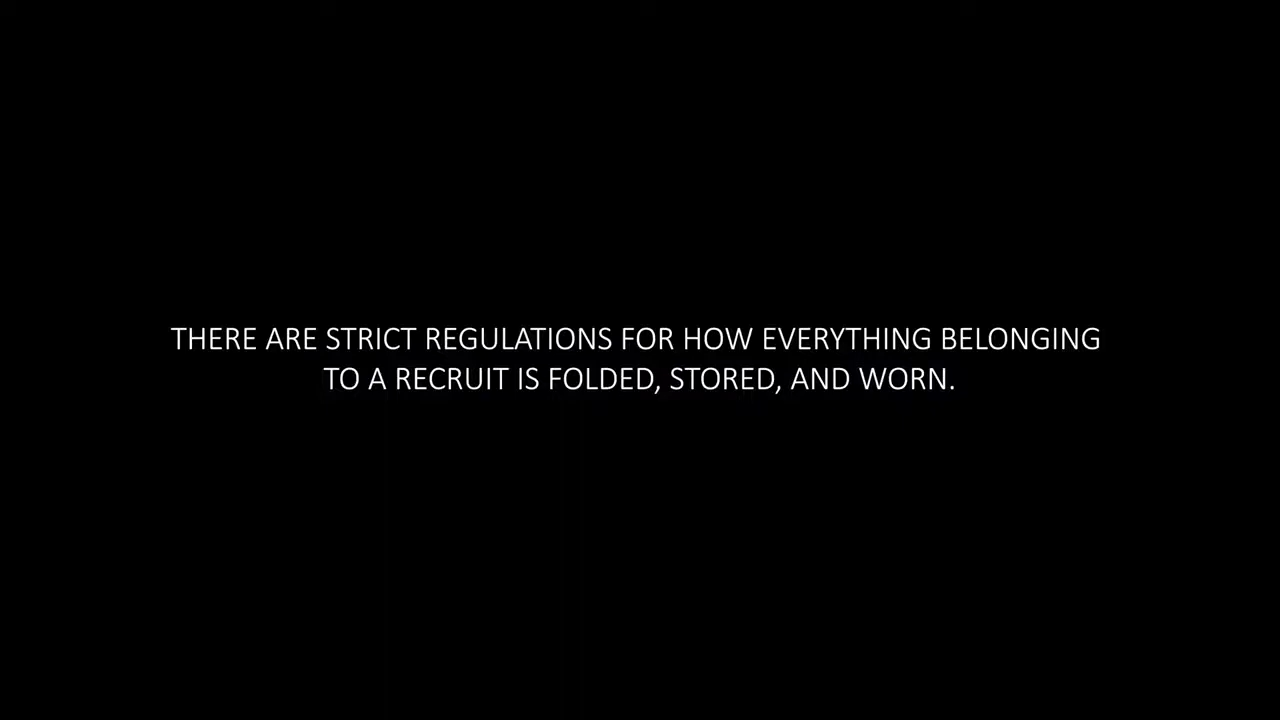 THERE ARE STRICT REGULATIONS FOR HOW EVERYTHING BELONGING
TO A RECRUIT IS FOLDED, STORED, AND WORN.